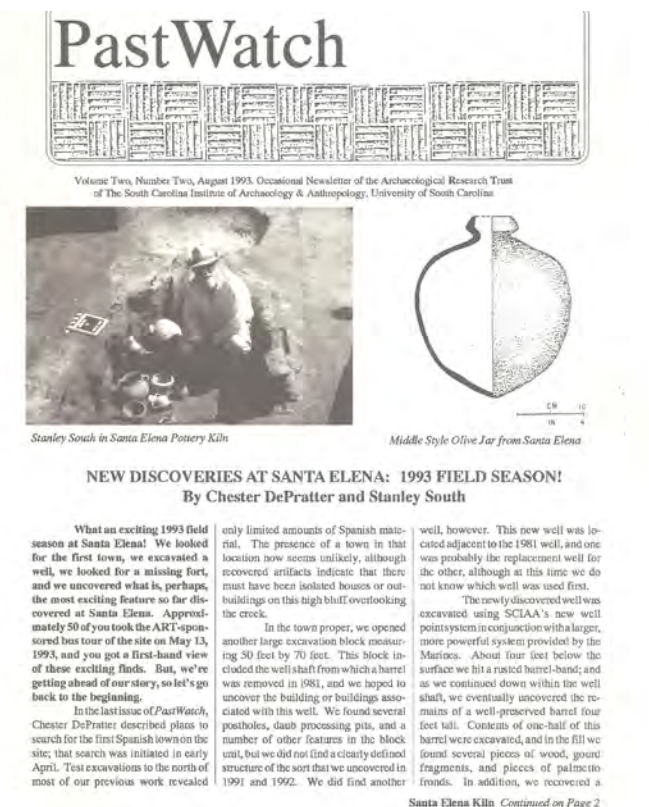 PastWatch
Volume Two, Number Two, August 1993. Occasional Newsletter of the Archaeological Research Trust
of The South Carolina Institute of Archaeology & Anthropology, University of South Carolina
CM 10
IN 4
Stanley South in Santa Elena Pottery Kiln
Middle Style Olive Jar from Santa Elena
NEW DISCOVERIES AT SANTA ELENA: 1993 FIELD SEASON!
By Chester DePratter and Stanley South
What an exciting 1993 field
season at Santa Elena! We looked
for the first town, we excavated a
well, we looked for a missing fort,
and we uncovered what is, perhaps,
the most exciting feature so far dis-
covered at Santa Elena. Approxi-
mately 50 of you took the ART-spon-
sored bus tour of the site on May 13,
1993, and you got a first-hand view
of these exciting finds. But, we're
getting ahead of our story, so let's go
back to the beginning.
In the last issue of PastWatch,
Chester DePratter described plans to
search for the first Spanish town on the
site; that search was initiated in early
April. Test excavations to the north of
most of our previous work revealed
only limited amounts of Spanish mate-
rial. The presence of a town in that
location now seems unlikely, although
recovered artifacts indicate that there
must have been isolated houses or out-
buildings on this high bluff overlooking
the creek.
In the town proper, we opened
another large excavation block measur-
ing 50 feet by 70 feet. This block in-
cluded the well shaft from which a barrel
was removed in 1981, and we hoped to
uncover the building or buildings asso-
ciated with this well. We found several
postholes, daub processing pits, and a
number of other features in the block
unit, but we did not find a clearly defined
structure of the sort that we uncovered in
1991 and 1992. We did find another
well, however. This new well was lo-
cated adjacent to the 1981 well, and one
was probably the replacement well for
the other, although at this time we do
not know which well was used first.
The newly discovered well was
excavated using SCIAA's new well
point system in conjunction with a larger,
more powerful system provided by the
Marines. About four feet below the
surface we hit a rusted barrel-band; and
as we continued down within the well
shaft, we eventually uncovered the re-
mains of a well-preserved barrel four
feet tall. Contents of one-half of this
barrel were excavated, and in the fill we
found several pieces of wood, gourd
fragments, and pieces of palmetto
fronds. In addition, we recovered a
Santa Elena Kiln Continued on Page 2